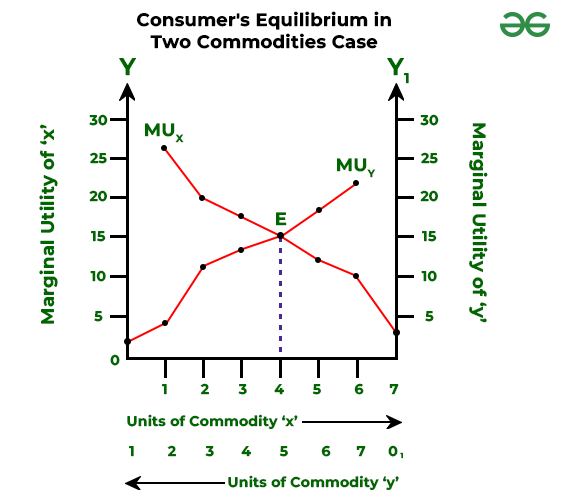 Consumer's Equilibrium in
Two Commodities Case
Y
Y1
30
25
20
15
10
5
0
30
25
20
15
10
5
Marginal Utility of ‘x’
Marginal Utility of ‘y’
MUX
MUY
E
1 2 3 4 5 6 7
Units of Commodity ‘x’
1 2 3 4 5 6 7 01
Units of Commodity ‘y’